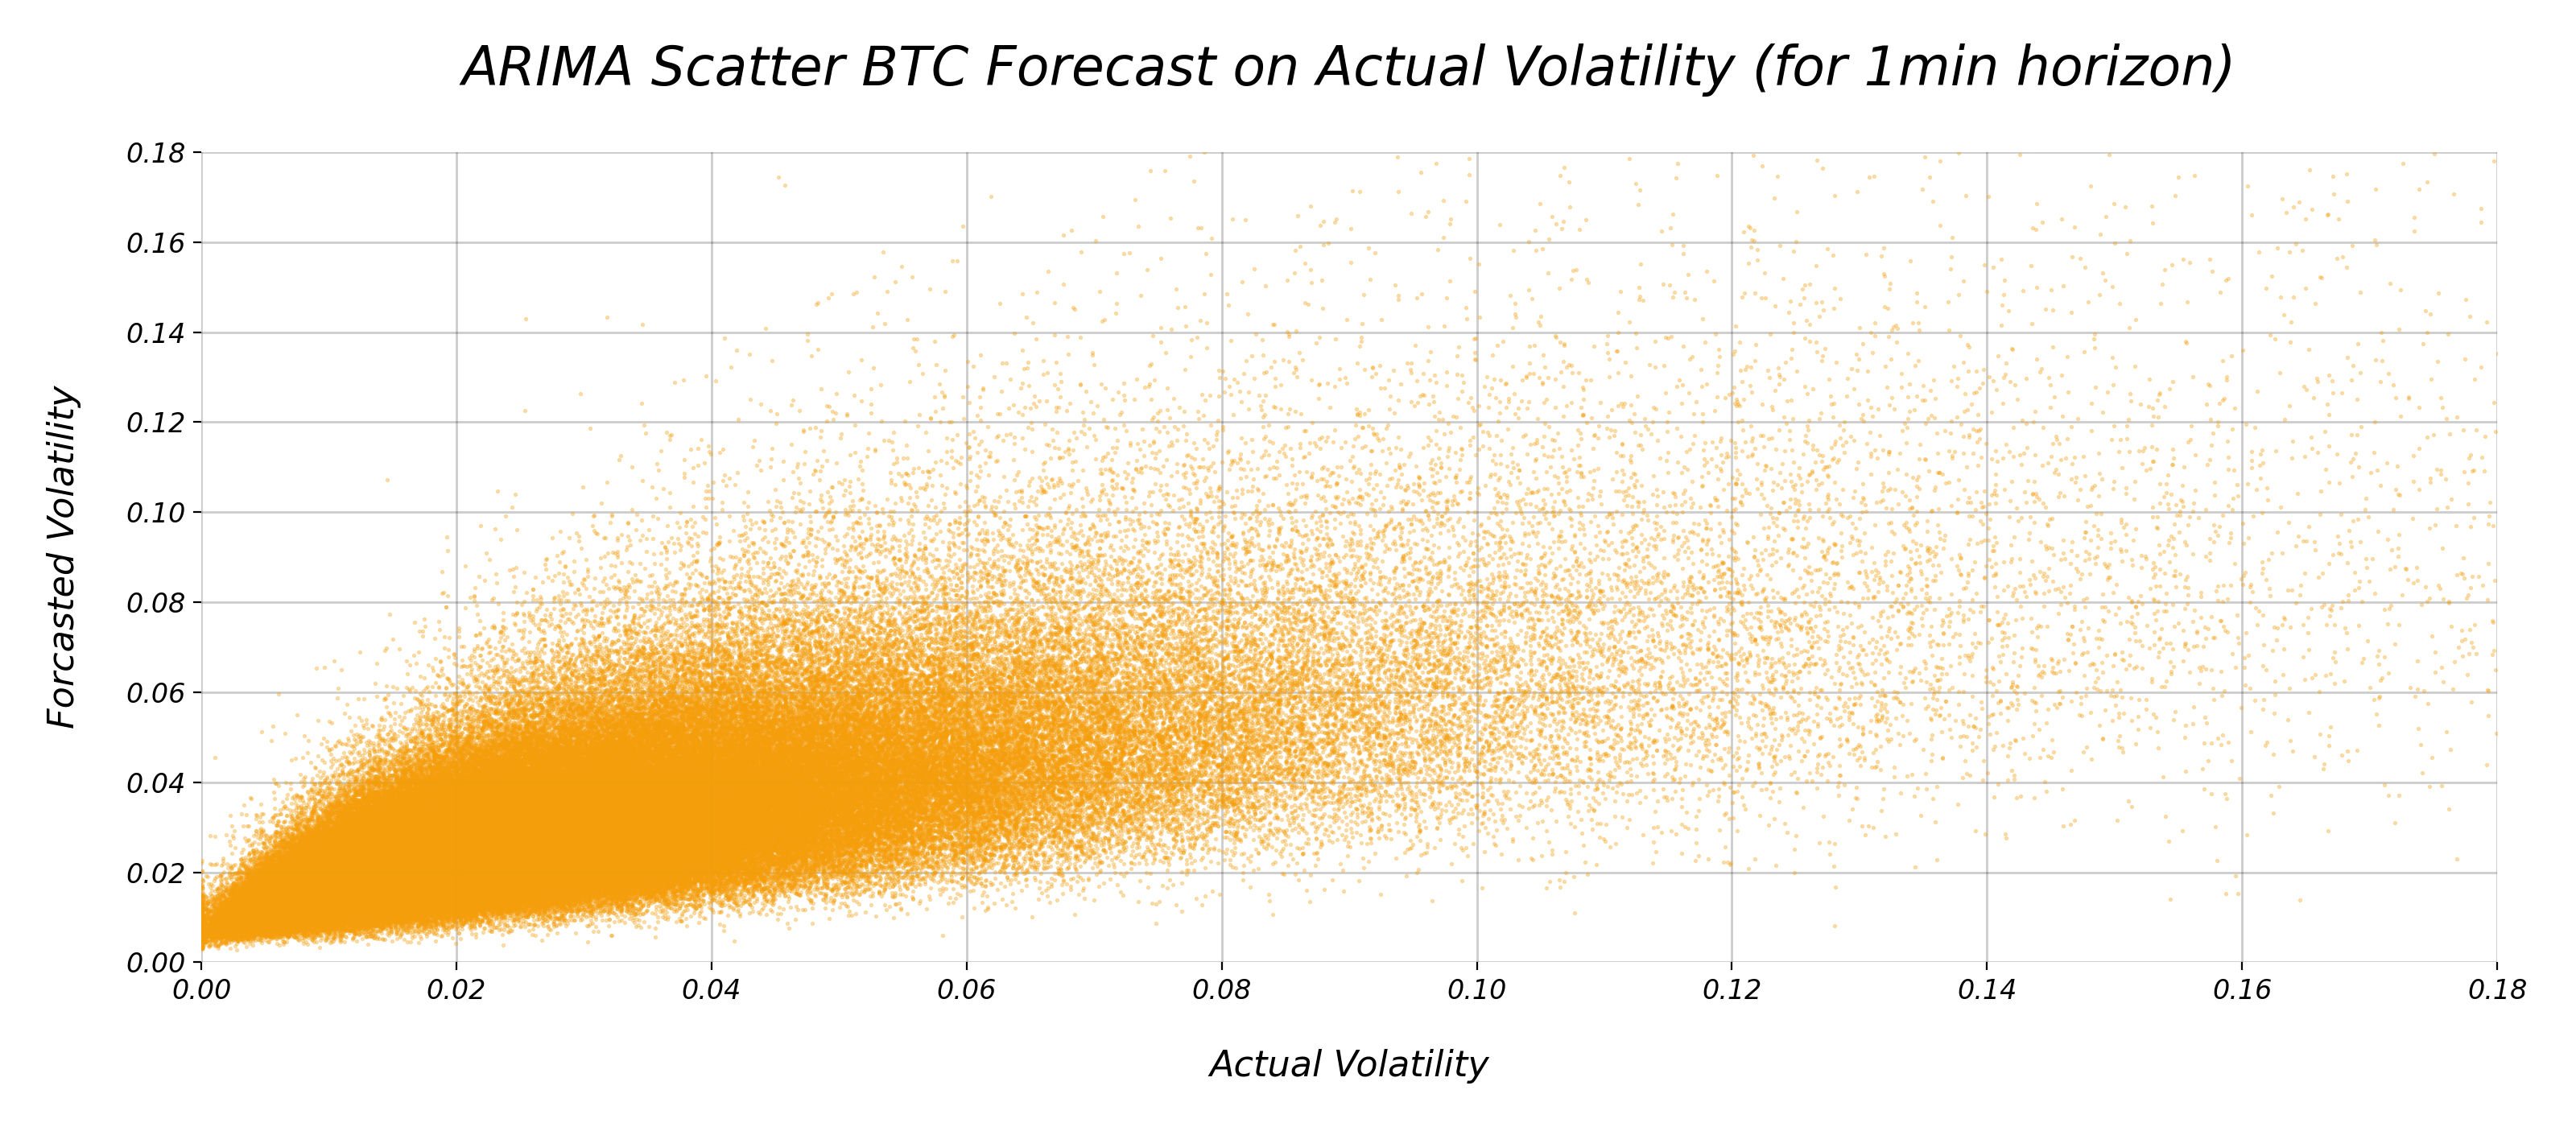 ARIMA Scatter BTC Forecast on Actual Volatility (for 1min horizon)
0.18
0.16
0.14
0.12
0.10
0.08
0.06
0.04
0.02
0.00
Forcasted Volatility
0.00 0.02 0.04 0.06 0.08 0.10 0.12 0.14 0.16 0.18
Actual Volatility